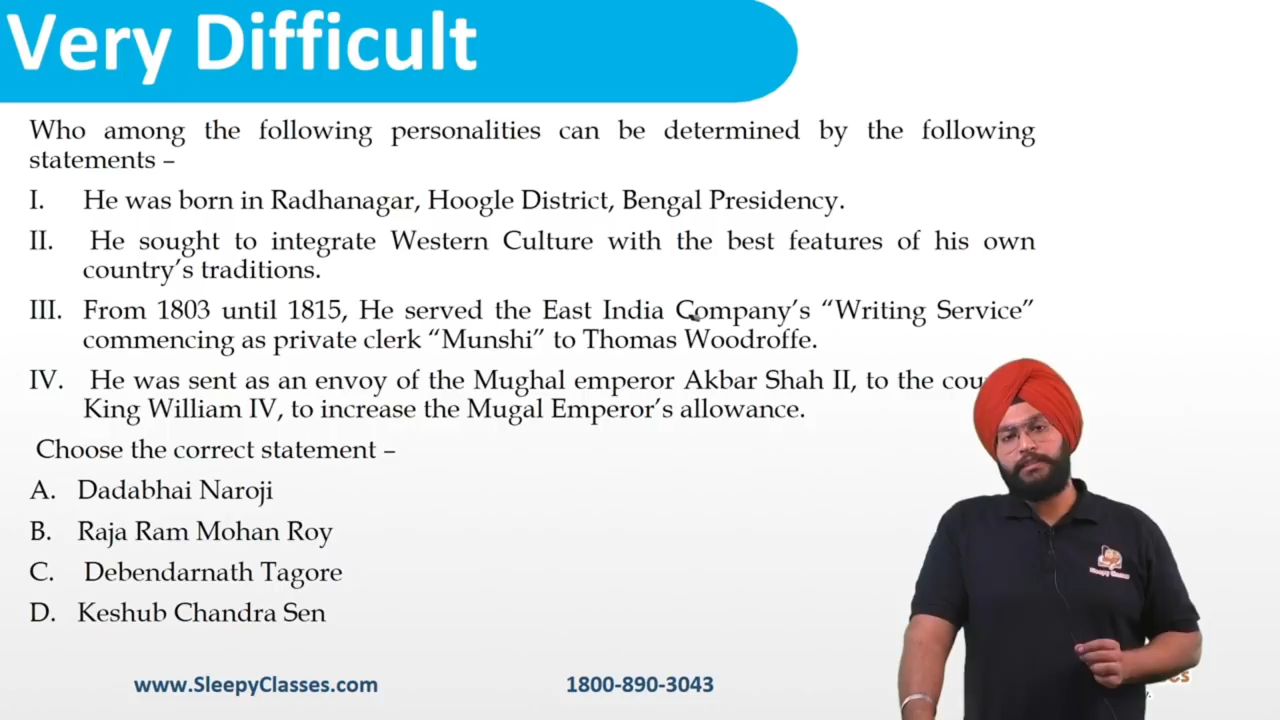 Very Difficult
Who among the following personalities can be determined by the following
statements –
I. He was born in Radhanagar, Hoogle District, Bengal Presidency.
II. He sought to integrate Western Culture with the best features of his own
country's traditions.
III. From 1803 until 1815, He served the East India Company's “Writing Service”
commencing as private clerk “Munshi” to Thomas Woodroffe.
IV. He was sent as an envoy of the Mughal emperor Akbar Shah II, to the
King William IV, to increase the Mugal Emperor's allowance.
Choose the correct statement –
A. Dadabhai Naroji
B. Raja Ram Mohan Roy
C. Debendarnath Tagore
D. Keshub Chandra Sen
Sleepy Classes
www.SleepyClasses.com 1800-890-3043